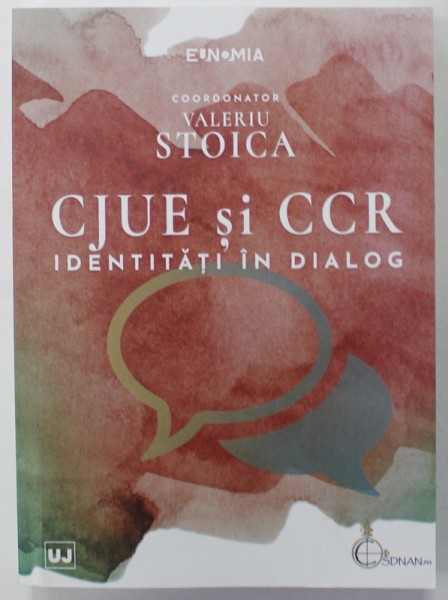 EUNOMIA
COORDONATOR
VALERIU
STOICA
CJUE și CCR
IDENTITĂȚI ÎN DIALOG
UJ
SDNAN.ro